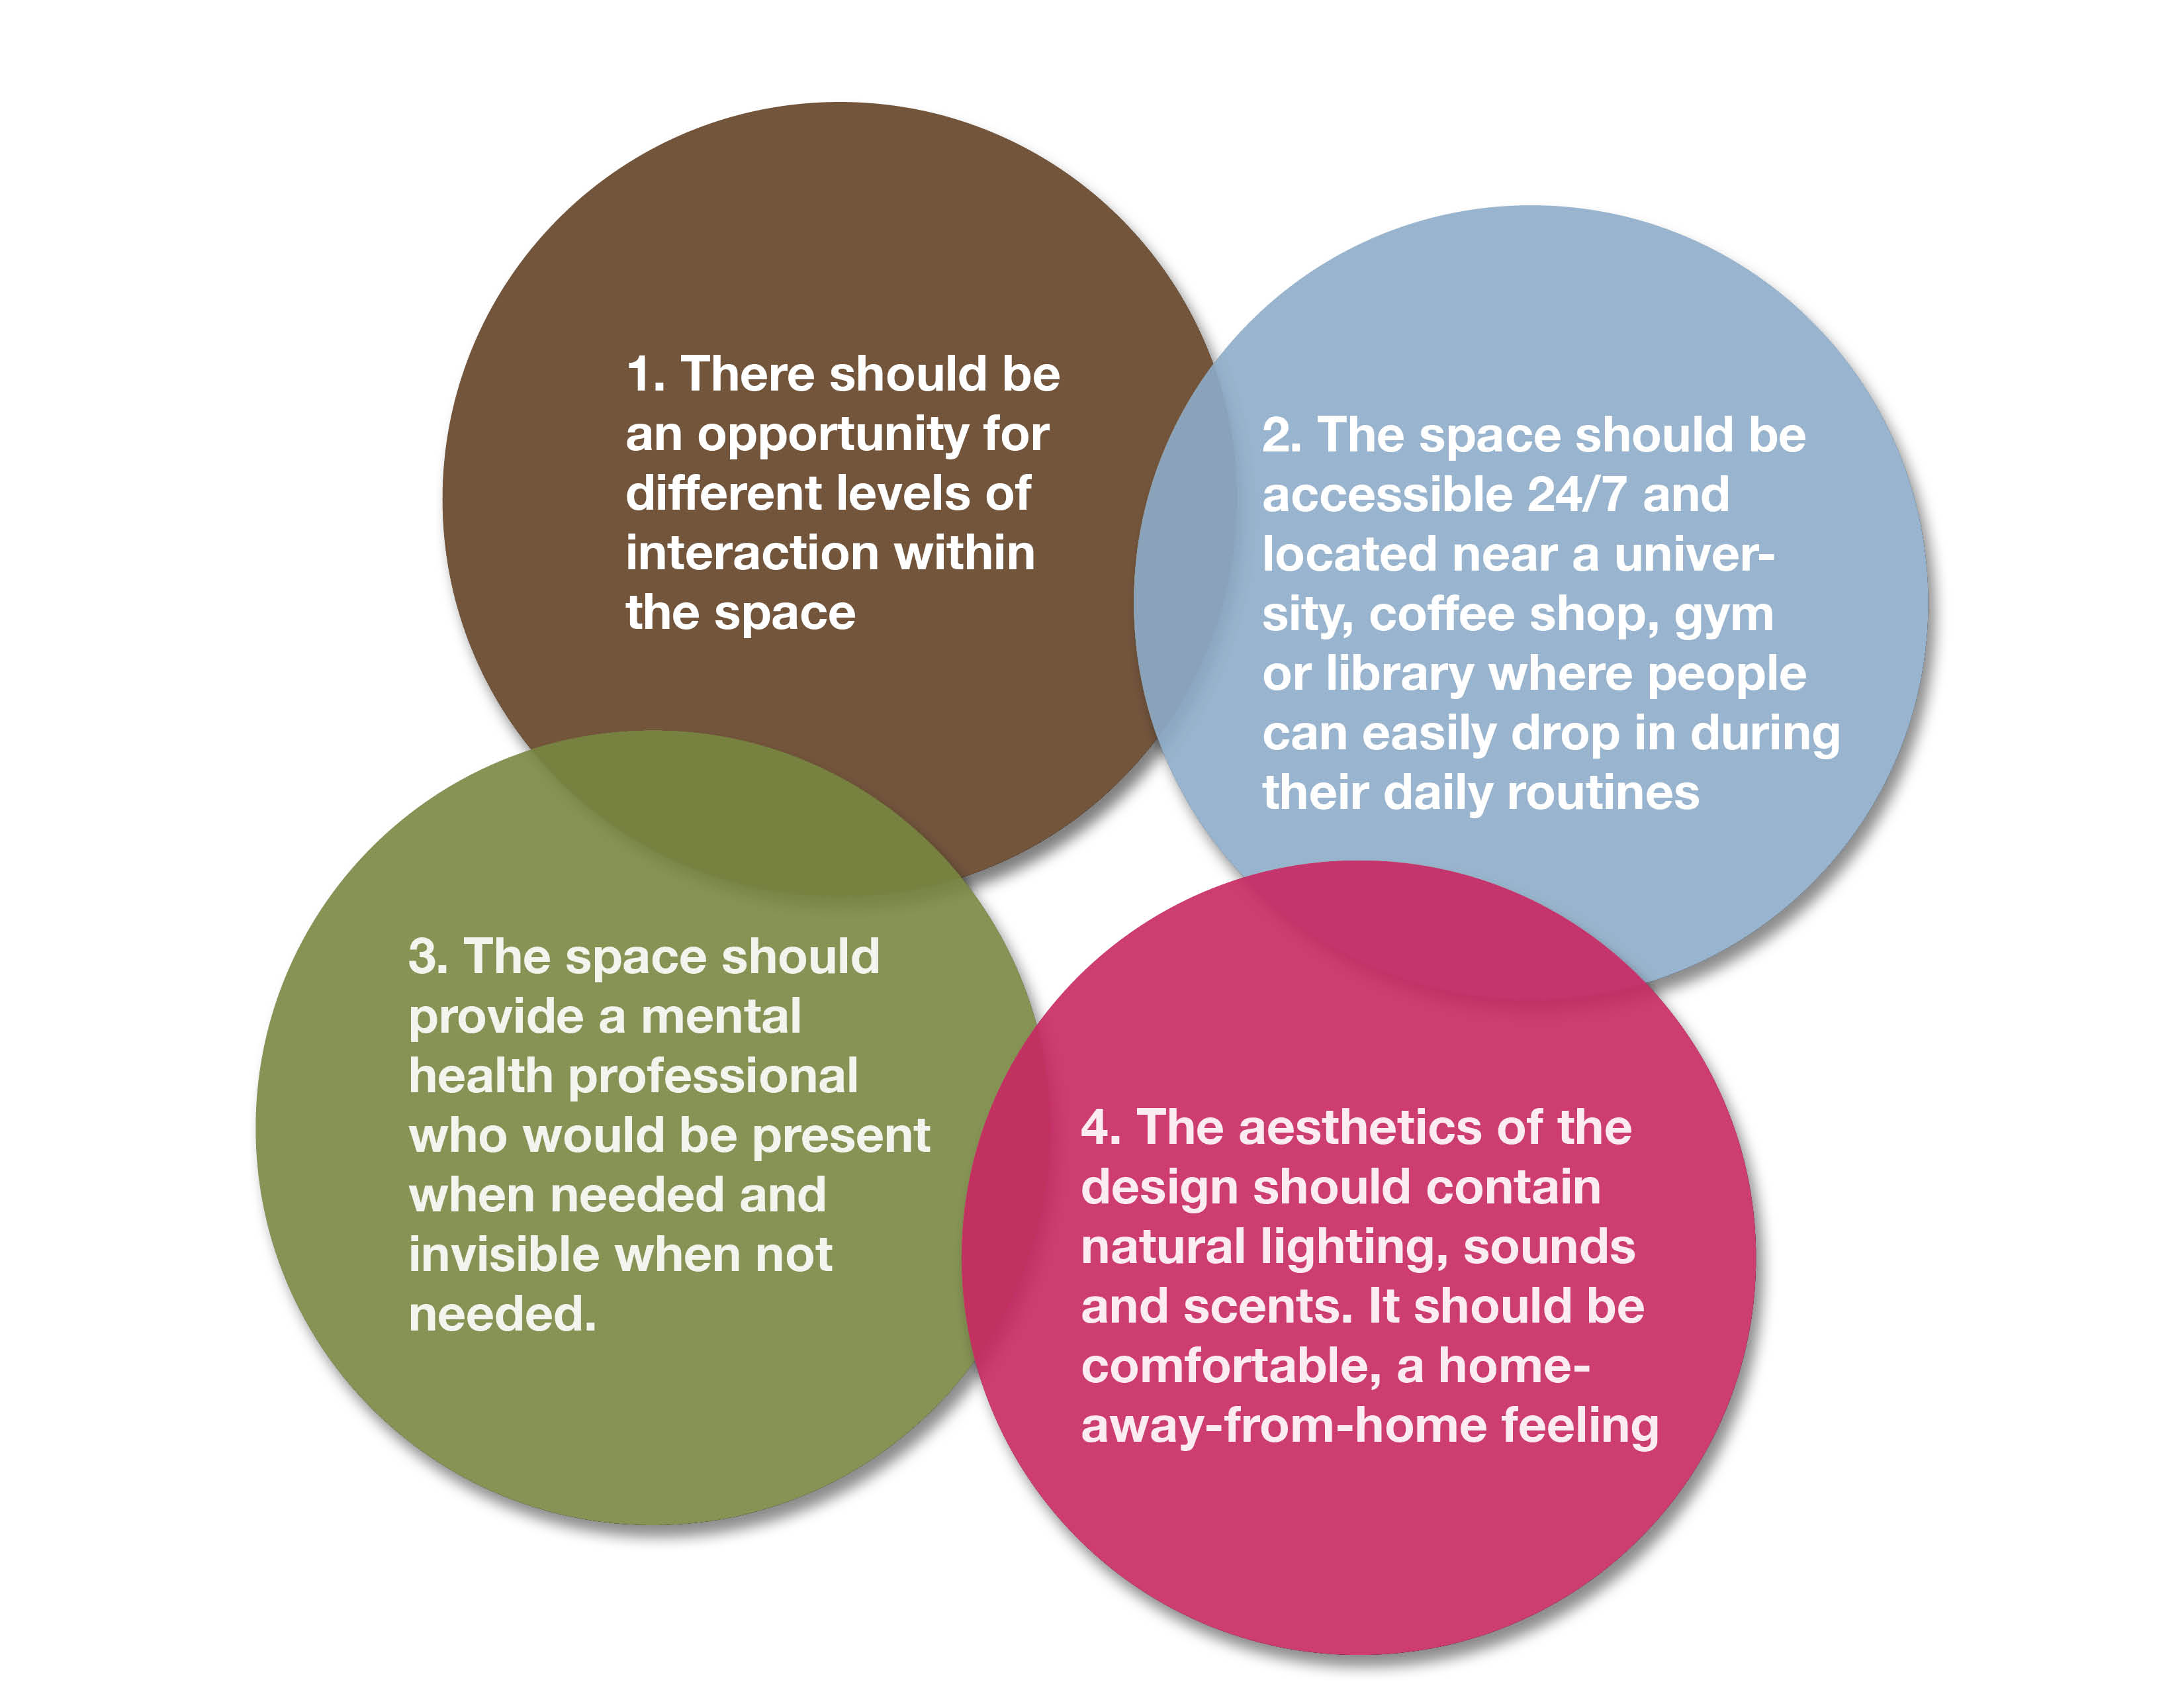 1. There should be
an opportunity for
different levels of
interaction within
the space
2. The space should be
accessible 24/7 and
located near a univer-
sity, coffee shop, gym
or library where people
can easily drop in during
their daily routines
3. The space should
provide a mental
health professional
who would be present
when needed and
invisible when not
needed.
4. The aesthetics of the
design should contain
natural lighting, sounds
and scents. It should be
comfortable, a home-
away-from-home feeling